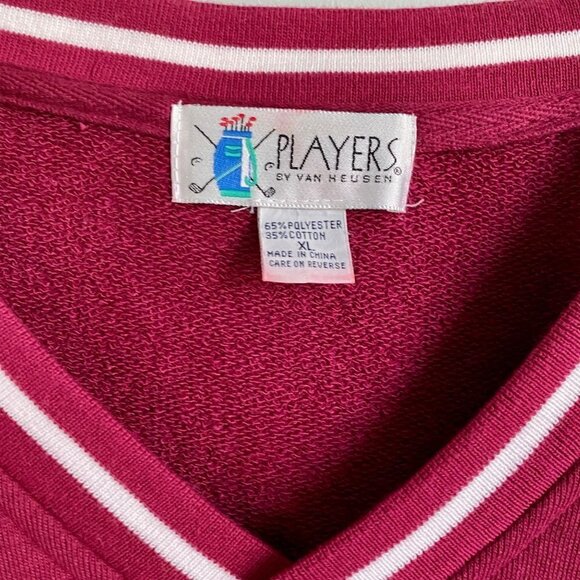 PLAYERS®
BY VAN HEUSEN
65% POLYESTER
35% COTTON
XL
MADE IN CHINA
CARE ON REVERSE